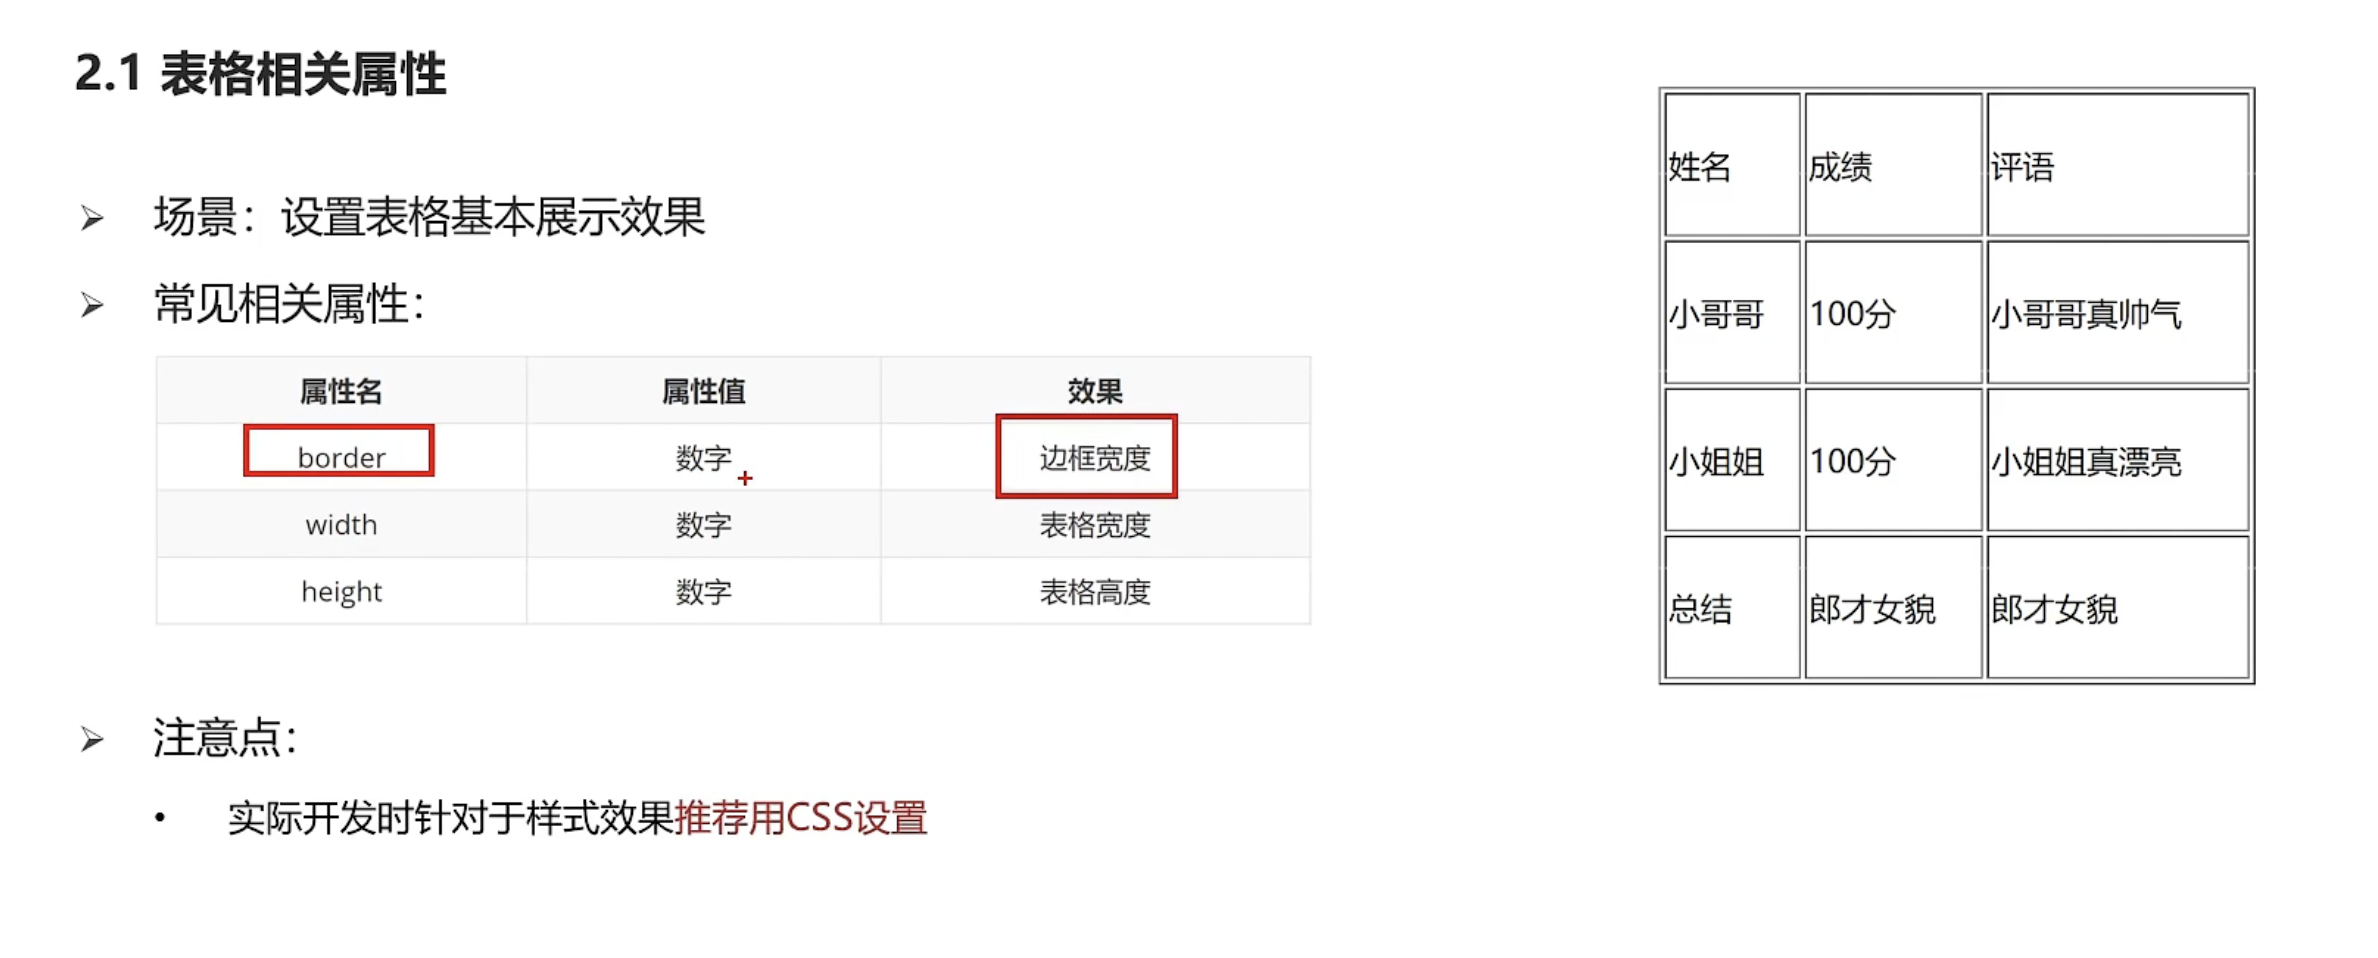 2.1 表格相关属性
场景：设置表格基本展示效果
常见相关属性：
属性名 属性值 效果
border 数字 边框宽度
width 数字 表格宽度
height 数字 表格高度
注意点：
• 实际开发时针对于样式效果推荐用CSS设置
姓名 成绩 评语
小哥哥 100分 小哥哥真帅气
小姐姐 100分 小姐姐真漂亮
总结 郎才女貌 郎才女貌